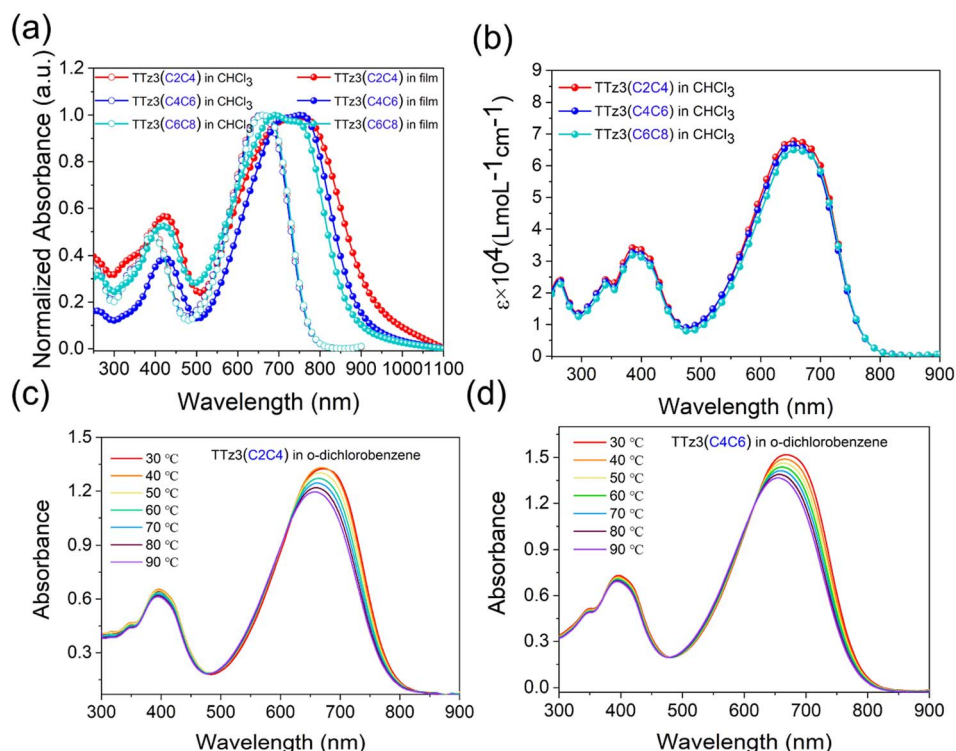 (a)
Normalized Absorbance (a.u.)
1.2
1.0
0.8
0.6
0.4
0.2
0.0
TTz3(C2C4) in CHCl3
TTz3(C4C6) in CHCl3
TTz3(C6C8) in CHCl3
TTz3(C2C4) in film
TTz3(C4C6) in film
TTz3(C6C8) in film
300 400 500 600 700 800 900 1000 1100
Wavelength (nm)
(b)
ε×10⁴(LmoL⁻¹cm⁻¹)
9
8
7
6
5
4
3
2
1
0
TTz3(C2C4) in CHCl3
TTz3(C4C6) in CHCl3
TTz3(C6C8) in CHCl3
300 400 500 600 700 800 900
Wavelength (nm)
(c)
Absorbance
1.5
1.2
0.9
0.6
0.3
30 ℃
40 ℃
50 ℃
60 ℃
70 ℃
80 ℃
90 ℃
TTz3(C2C4) in o-dichlorobenzene
300 400 500 600 700 800 900
Wavelength (nm)
(d)
Absorbance
1.5
1.2
0.9
0.6
0.3
0.0
30 ℃
40 ℃
50 ℃
60 ℃
70 ℃
80 ℃
90 ℃
TTz3(C4C6) in o-dichlorobenzene
300 400 500 600 700 800 900
Wavelength (nm)